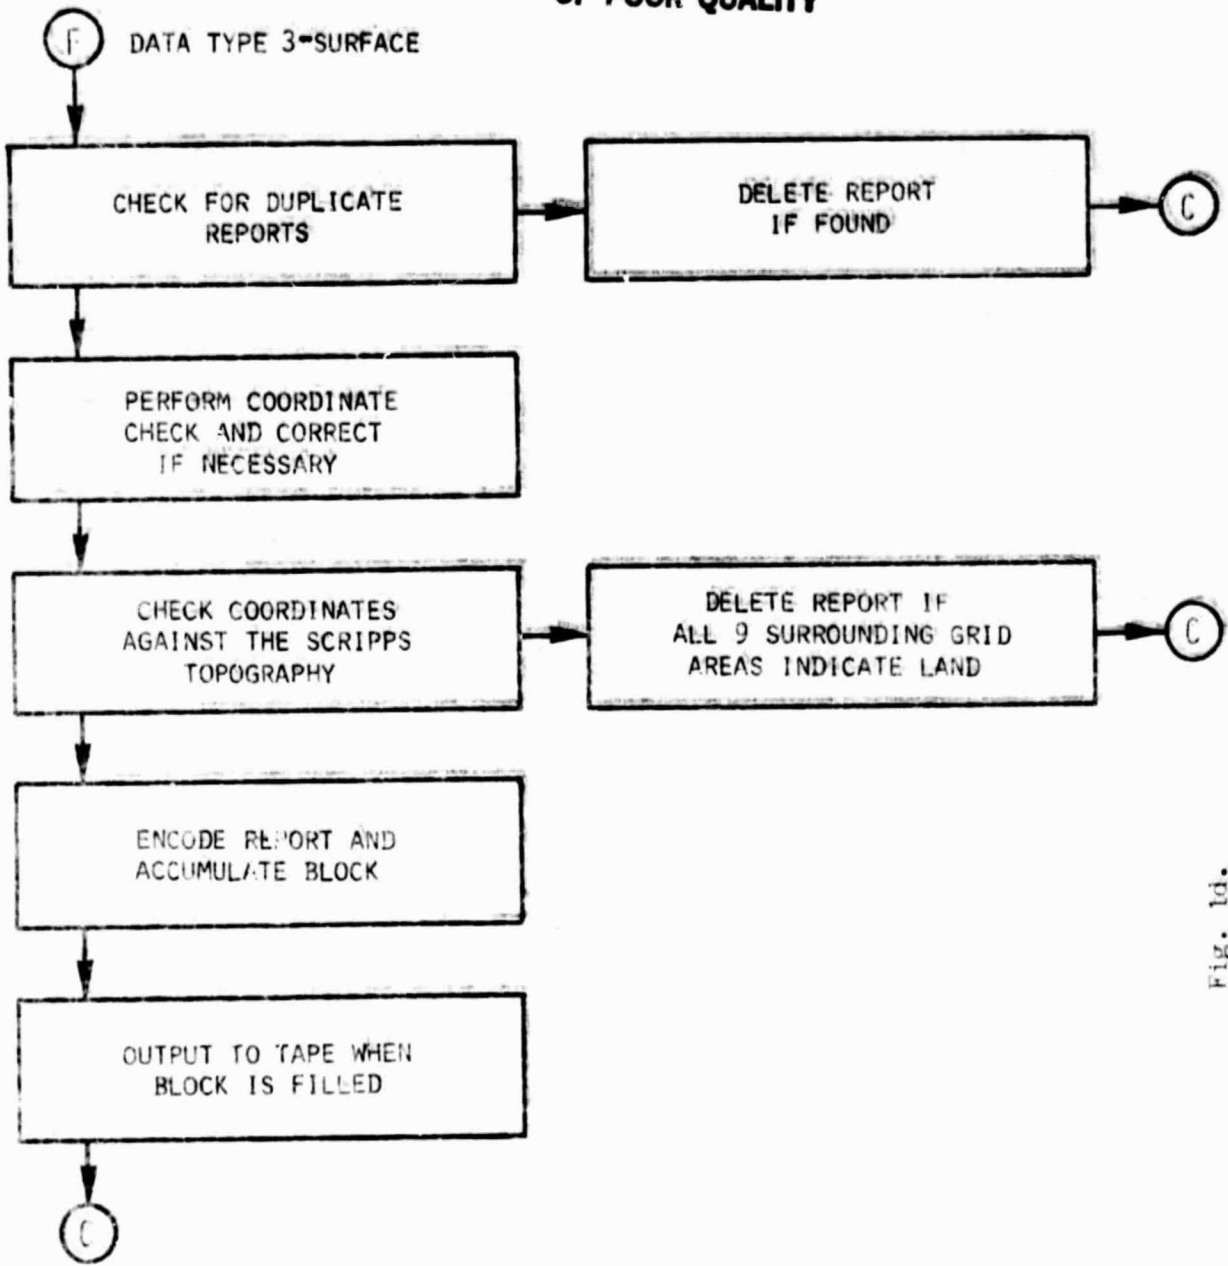 OF POOR QUALITY
F DATA TYPE 3-SURFACE
CHECK FOR DUPLICATE
REPORTS
DELETE REPORT
IF FOUND
C
PERFORM COORDINATE
CHECK AND CORRECT
IF NECESSARY
CHECK COORDINATES
AGAINST THE SCRIPPS
TOPOGRAPHY
DELETE REPORT IF
ALL 9 SURROUNDING GRID
AREAS INDICATE LAND
C
ENCODE REPORT AND
ACCUMULATE BLOCK
OUTPUT TO TAPE WHEN
BLOCK IS FILLED
C
Fig. 1d.